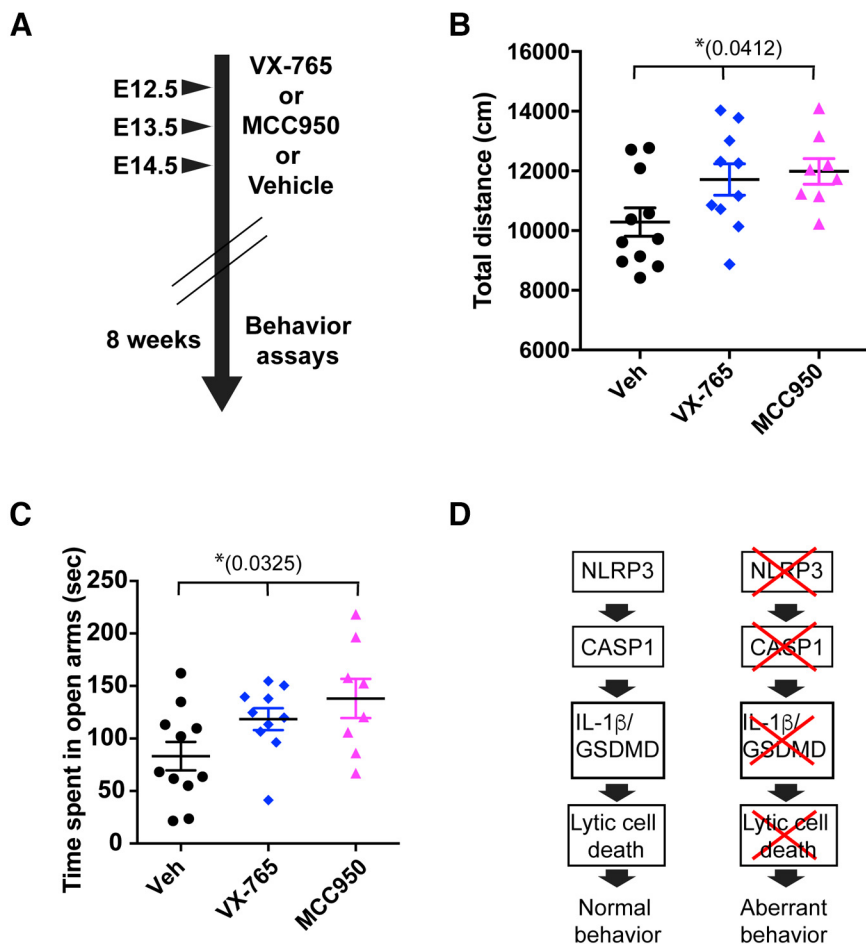 A
E12.5
E13.5
E14.5
VX-765
or
MCC950
or
Vehicle
8 weeks
Behavior
assays
B
Total distance (cm)
16000
14000
12000
10000
8000
6000
*(0.0412)
Veh
VX-765
MCC950
C
Time spent in open arms (sec)
250
200
150
100
50
0
*(0.0325)
Veh
VX-765
MCC950
D
NLRP3
CASP1
IL-1β/
GSDMD
Lytic cell
death
Normal
behavior
NLRP3
CASP1
IL-1β/
GSDMD
Lytic cell
death
Aberrant
behavior